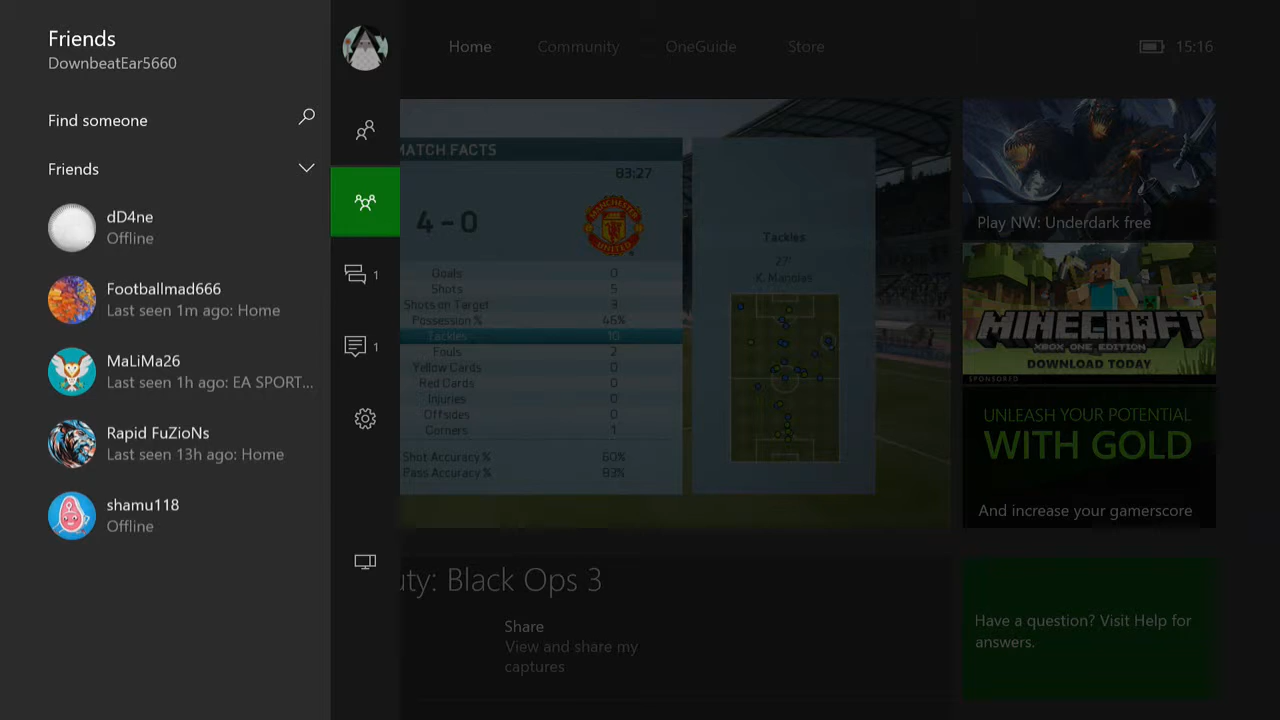 Friends
DownbeatEar5660
Find someone
Friends
dD4ne
Offline
Footballmad666
Last seen 1m ago: Home
MaLiMa26
Last seen 1h ago: EA SPORT...
Rapid FuZioNs
Last seen 13h ago: Home
shamu118
Offline
1
1
Home Community OneGuide Store
15:16
MATCH FACTS
83:27
4 - 0
MANCHESTER
UNITED
Goals 0
Shots 5
Shots on Target 3
Possession % 46%
Tackles 10
Fouls 2
Yellow Cards 0
Red Cards 0
Injuries 0
Offsides 0
Corners 1
Shot Accuracy % 60%
Pass Accuracy % 83%
Tackles
27'
Play NW: Underdark free
MINECRAFT
XBOX ONE EDITION
DOWNLOAD TODAY
SPONSORED
UNLEASH YOUR POTENTIAL
WITH GOLD
And increase your gamerscore
uty: Black Ops 3
Share
View and share my
captures
Have a question? Visit Help for
answers.